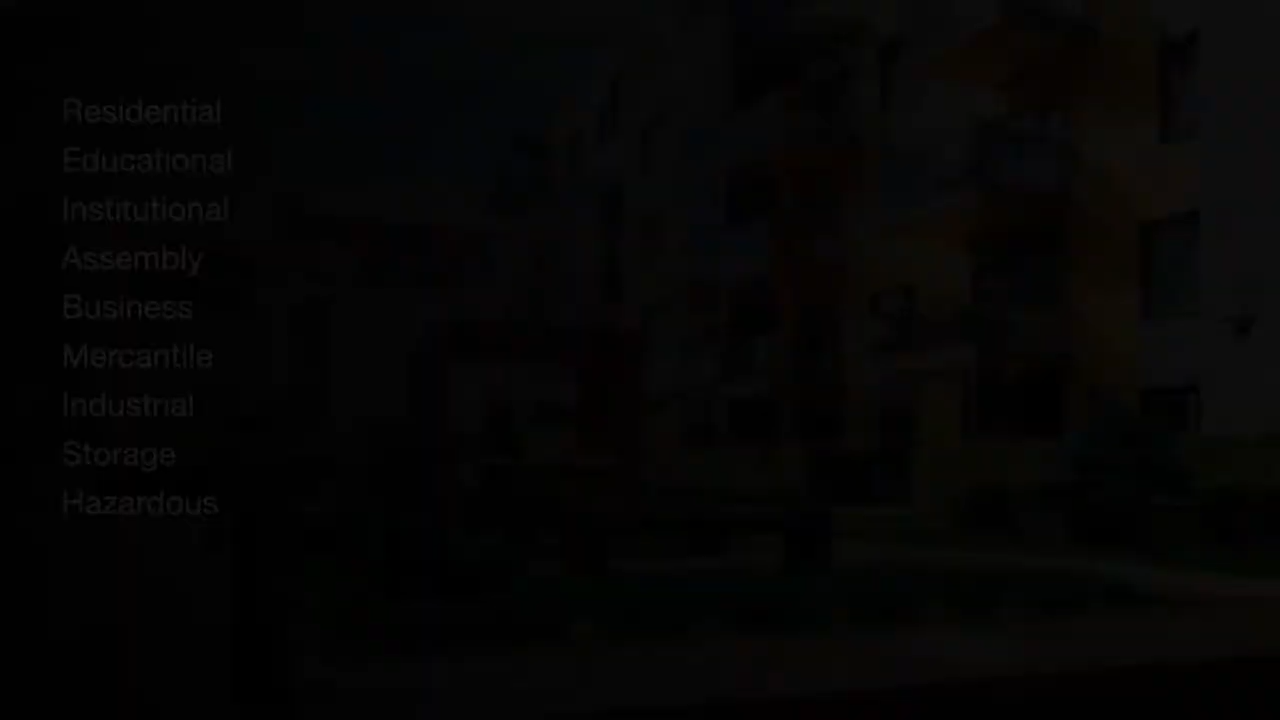 Residential
Educational
Institutional
Assembly
Business
Mercantile
Industrial
Storage
Hazardous